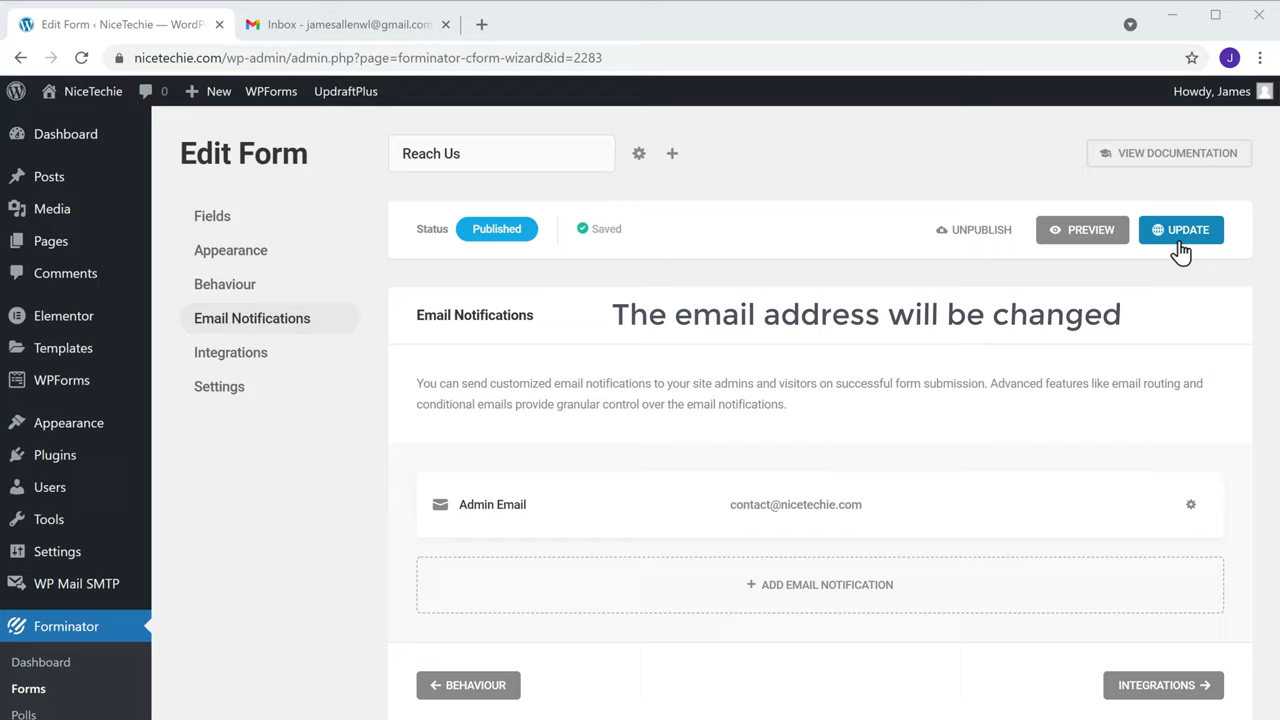 Edit Form ‹ NiceTechie — WordPr
Inbox - jamesallenwl@gmail.com
nicetechie.com/wp-admin/admin.php?page=forminator-cform-wizard&id=2283
J
NiceTechie
0
New
WPForms
UpdraftPlus
Howdy, James
Dashboard
Posts
Media
Pages
Comments
Elementor
Templates
WPForms
Appearance
Plugins
Users
Tools
Settings
WP Mail SMTP
Forminator
Dashboard
Forms
Polls
Edit Form
Reach Us
VIEW DOCUMENTATION
Fields
Appearance
Behaviour
Email Notifications
Integrations
Settings
Status
Published
Saved
UNPUBLISH
PREVIEW
UPDATE
Email Notifications
The email address will be changed
You can send customized email notifications to your site admins and visitors on successful form submission. Advanced features like email routing and
conditional emails provide granular control over the email notifications.
Admin Email
contact@nicetechie.com
+ ADD EMAIL NOTIFICATION
← BEHAVIOUR
INTEGRATIONS →